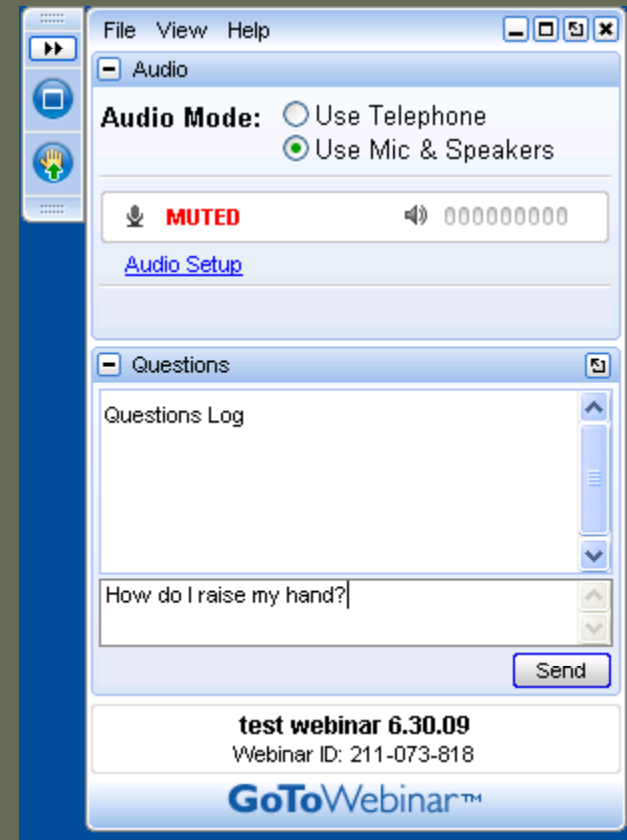 File View Help
Audio
Audio Mode: Use Telephone
Use Mic & Speakers
MUTED 000000000
Audio Setup
Questions
Questions Log
How do I raise my hand?
Send
test webinar 6.30.09
Webinar ID: 211-073-818
GoToWebinar™